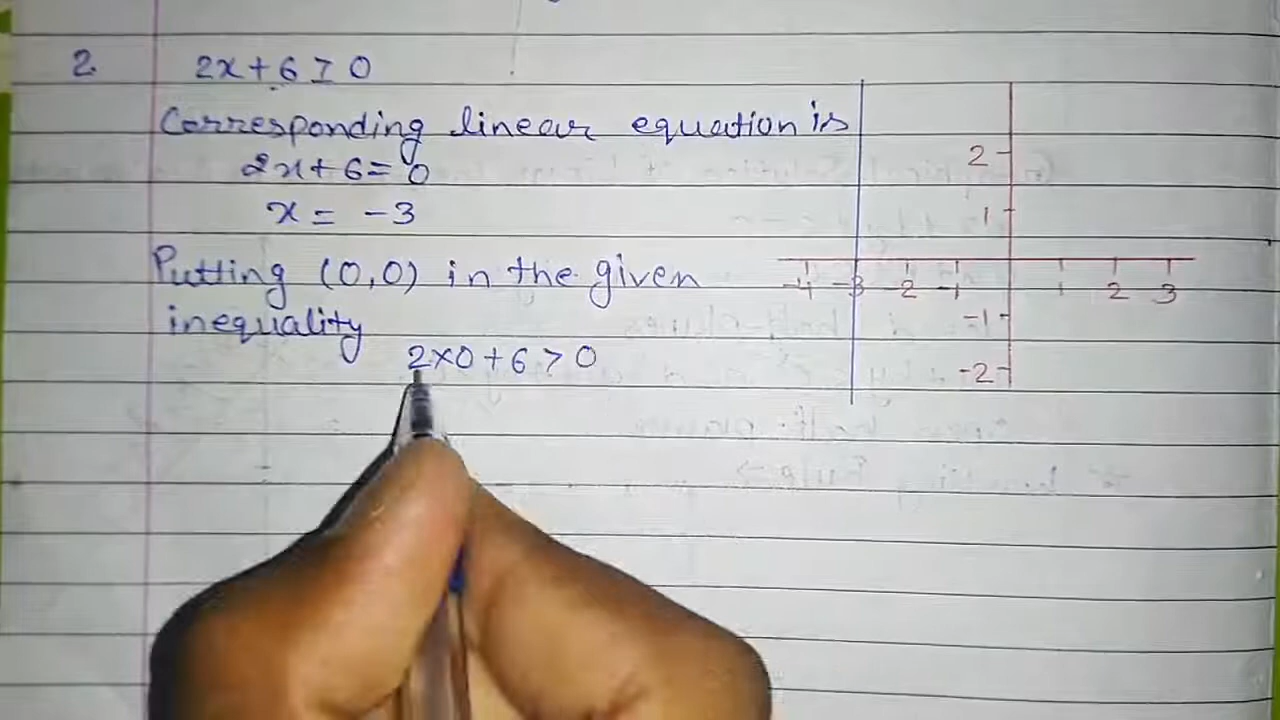 2. 2x + 6 ≥ 0
Corresponding linear equation is
2x + 6 = 0
x = -3
Putting (0,0) in the given
inequality
2×0 + 6 > 0
2
1
-4 -3 -2 -1 1 2 3
-1
-2